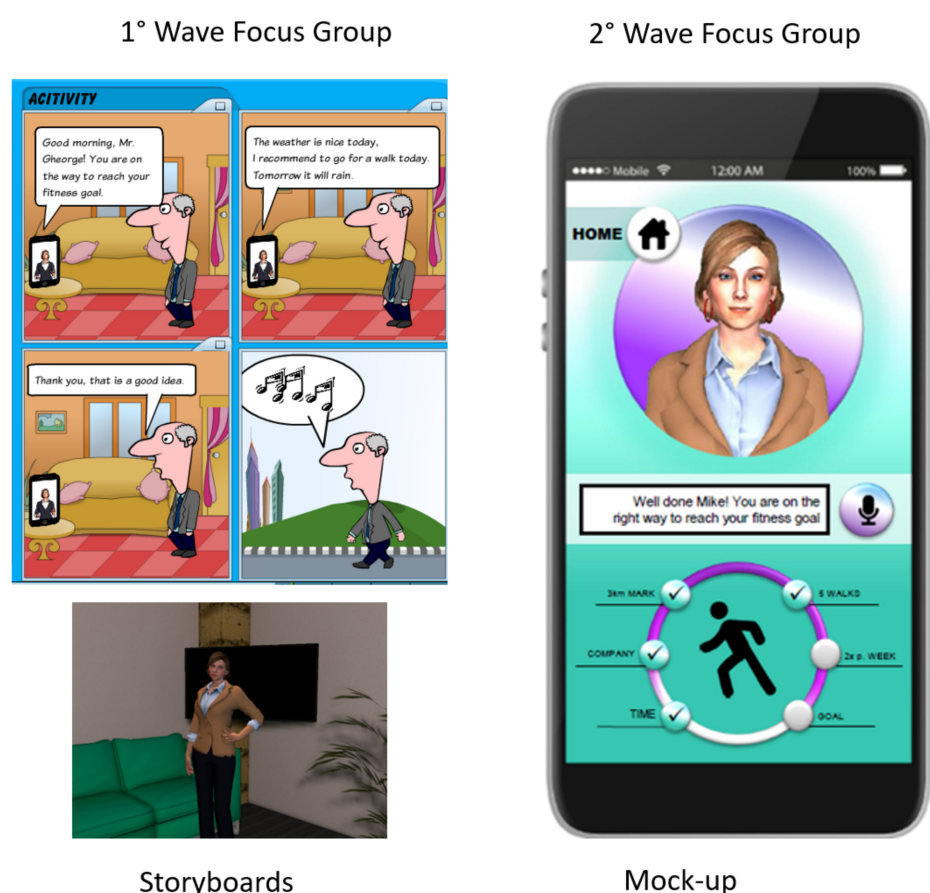 1° Wave Focus Group
2° Wave Focus Group
ACITIVITY
Good morning, Mr.
Gheorge! You are on
the way to reach your
fitness goal.
The weather is nice today,
I recommend to go for a walk today.
Tomorrow it will rain.
Thank you, that is a good idea.
Storyboards
Mobile
12:00 AM
100%
HOME
Well done Mike! You are on the
right way to reach your fitness goal
3km MARK
5 WALKS
COMPANY
2x p. WEEK
TIME
GOAL
Mock-up